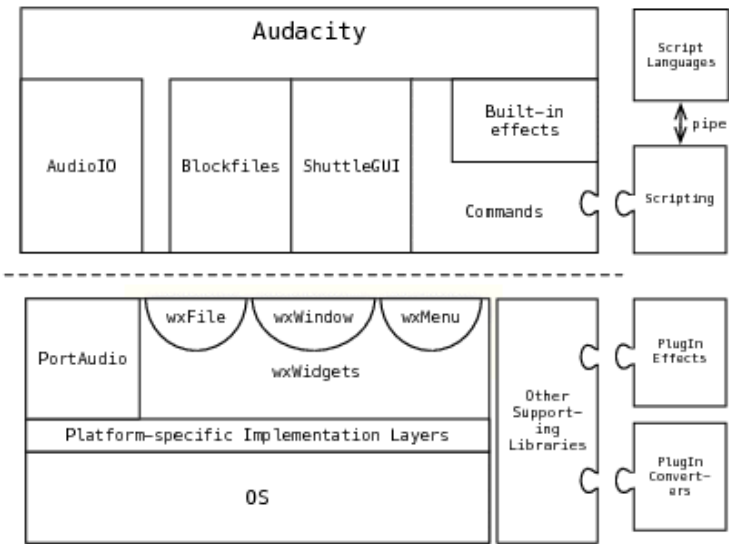 Audacity
Script
Languages
pipe
Built-in
effects
AudioIO
Blockfiles
ShuttleGUI
Commands
Scripting
wxFile
wxWindow
wxMenu
PortAudio
wxWidgets
PlugIn
Effects
Other
Support-
ing
Libraries
Platform-specific Implementation Layers
OS
PlugIn
Convert-
ers